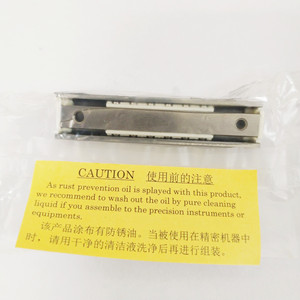 CAUTION 使用前的注意
As rust prevention oil is splayed with this product,
we recommend to wash out the oil by pure cleaning
liquid if you assemble to the precision instruments or
equipments.
该产品涂布有防锈油。当被使用在精密机器中
时，请用干净的清洁液洗净后再进行组装。